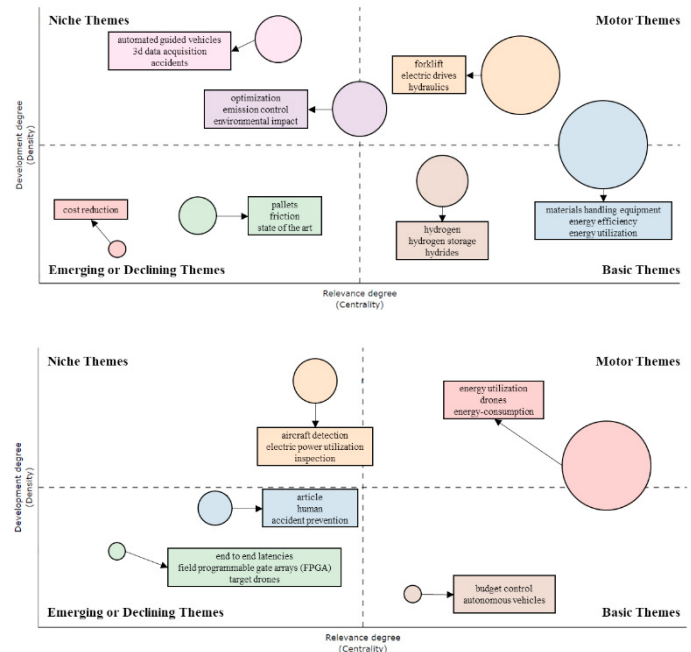 Niche Themes
Motor Themes
automated guided vehicles
3d data acquisition
accidents
forklift
electric drives
hydraulics
optimization
emission control
environmental impact
Development degree
(Density)
cost reduction
pallets
friction
state of the art
hydrogen
hydrogen storage
hydrides
materials handling equipment
energy efficiency
energy utilization
Emerging or Declining Themes
Basic Themes
Relevance degree
(Centrality)
Niche Themes
Motor Themes
energy utilization
drones
energy-consumption
aircraft detection
electric power utilization
inspection
Development degree
(Density)
article
human
accident prevention
end to end latencies
field programmable gate arrays (FPGA)
target drones
budget control
autonomous vehicles
Emerging or Declining Themes
Basic Themes
Relevance degree
(Centrality)